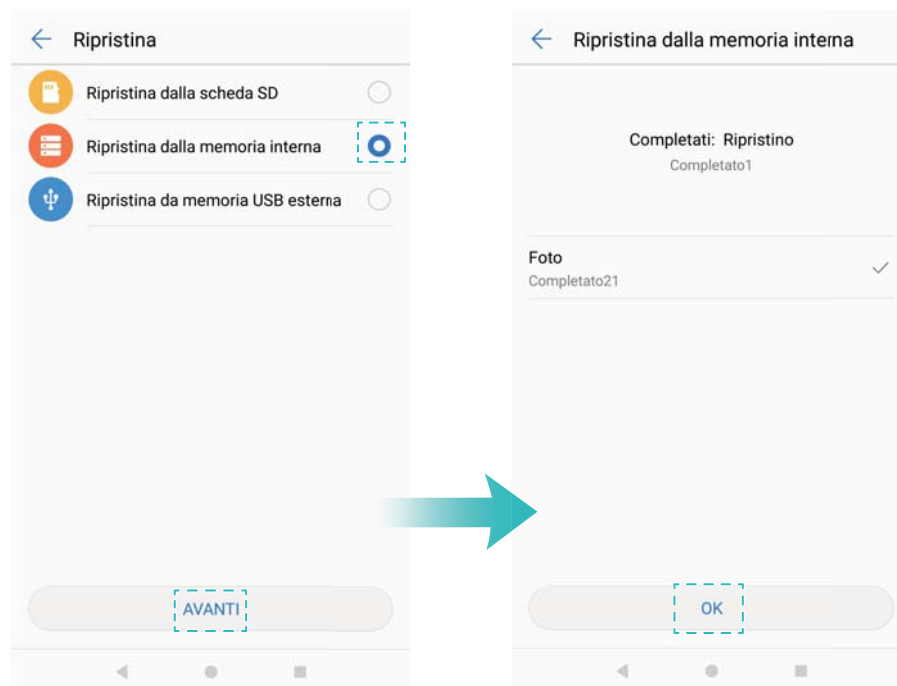 Ripristina
Ripristina dalla scheda SD
Ripristina dalla memoria interna
Ripristina da memoria USB esterna
AVANTI
Ripristina dalla memoria interna
Completati: Ripristino
Completato1
Foto
Completato21
OK